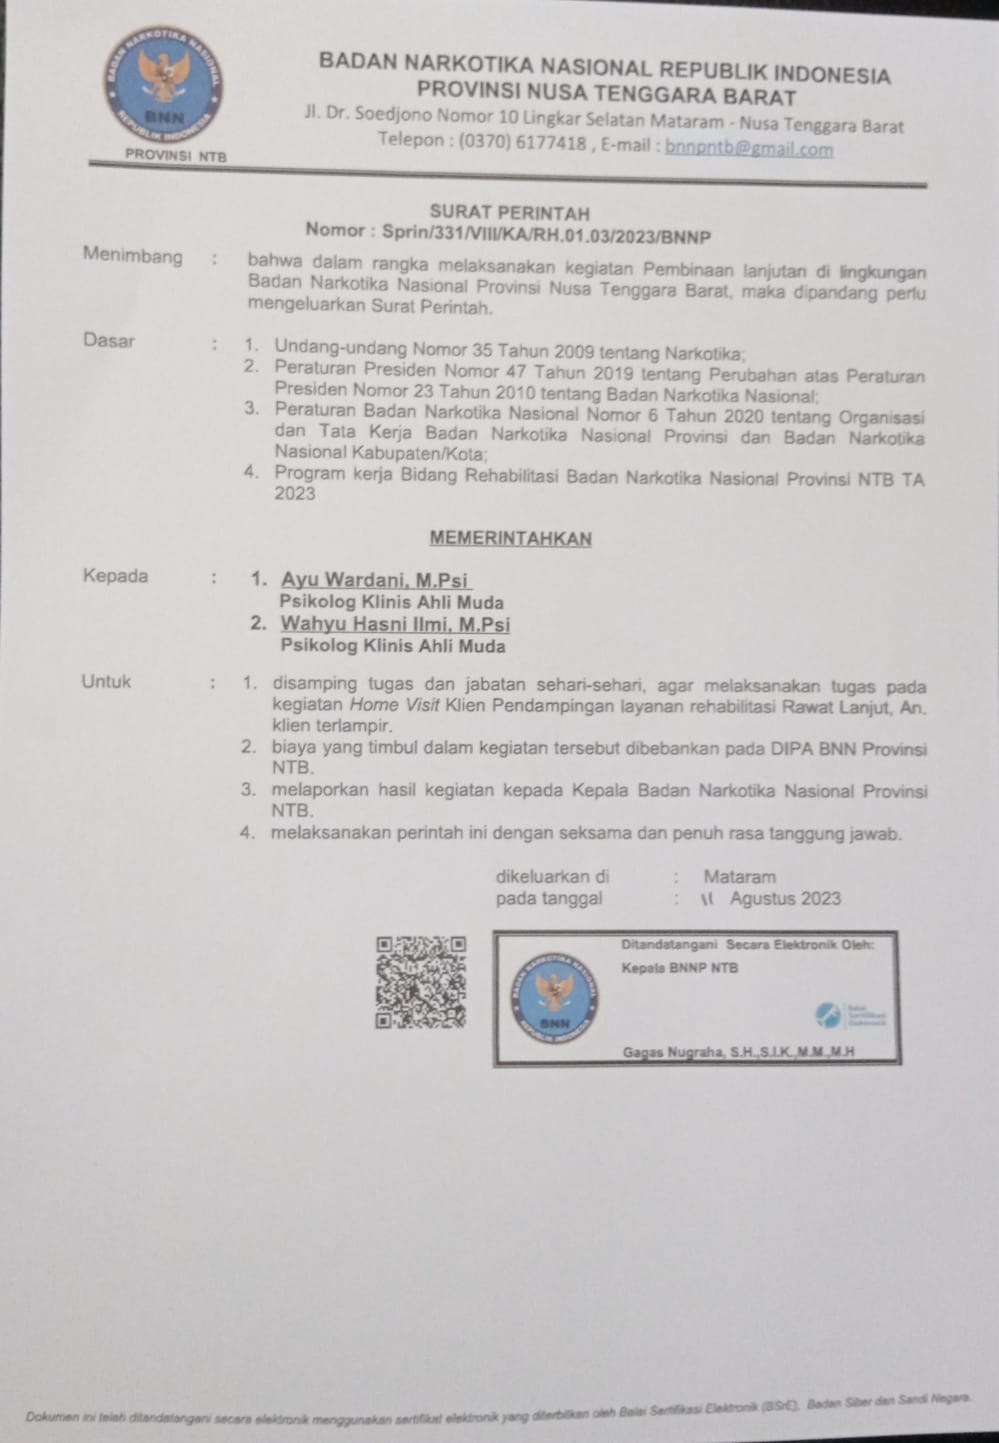 BADAN NARKOTIKA NASIONAL
BNN
REPUBLIK INDONESIA
PROVINSI NTB
BADAN NARKOTIKA NASIONAL REPUBLIK INDONESIA
PROVINSI NUSA TENGGARA BARAT
Jl. Dr. Soedjono Nomor 10 Lingkar Selatan Mataram - Nusa Tenggara Barat
Telepon : (0370) 6177418 , E-mail : bnnpntb@gmail.com
SURAT PERINTAH
Nomor : Sprin/331/VIII/KA/RH.01.03/2023/BNNP
Menimbang : bahwa dalam rangka melaksanakan kegiatan Pembinaan lanjutan di lingkungan
Badan Narkotika Nasional Provinsi Nusa Tenggara Barat, maka dipandang perlu
mengeluarkan Surat Perintah.
Dasar : 1. Undang-undang Nomor 35 Tahun 2009 tentang Narkotika;
2. Peraturan Presiden Nomor 47 Tahun 2019 tentang Perubahan atas Peraturan
Presiden Nomor 23 Tahun 2010 tentang Badan Narkotika Nasional;
3. Peraturan Badan Narkotika Nasional Nomor 6 Tahun 2020 tentang Organisasi
dan Tata Kerja Badan Narkotika Nasional Provinsi dan Badan Narkotika
Nasional Kabupaten/Kota;
4. Program kerja Bidang Rehabilitasi Badan Narkotika Nasional Provinsi NTB TA
2023
MEMERINTAHKAN
Kepada : 1. Ayu Wardani, M.Psi
Psikolog Klinis Ahli Muda
2. Wahyu Hasni Ilmi, M.Psi
Psikolog Klinis Ahli Muda
Untuk : 1. disamping tugas dan jabatan sehari-sehari, agar melaksanakan tugas pada
kegiatan Home Visit Klien Pendampingan layanan rehabilitasi Rawat Lanjut, An.
klien terlampir.
2. biaya yang timbul dalam kegiatan tersebut dibebankan pada DIPA BNN Provinsi
NTB.
3. melaporkan hasil kegiatan kepada Kepala Badan Narkotika Nasional Provinsi
NTB.
4. melaksanakan perintah ini dengan seksama dan penuh rasa tanggung jawab.
dikeluarkan di : Mataram
pada tanggal : 11 Agustus 2023
Ditandatangani Secara Elektronik Oleh:
Kepala BNNP NTB
BADAN NARKOTIKA NASIONAL
BNN
REPUBLIK INDONESIA
Balai
Sertifikasi
Elektronik
Gagas Nugraha, S.H.,S.I.K.,M.M.,M.H
Dokumen ini telah ditandatangani secara elektronik menggunakan sertifikat elektronik yang diterbitkan oleh Balai Sertifikasi Elektronik (BSrE), Badan Siber dan Sandi Negara.